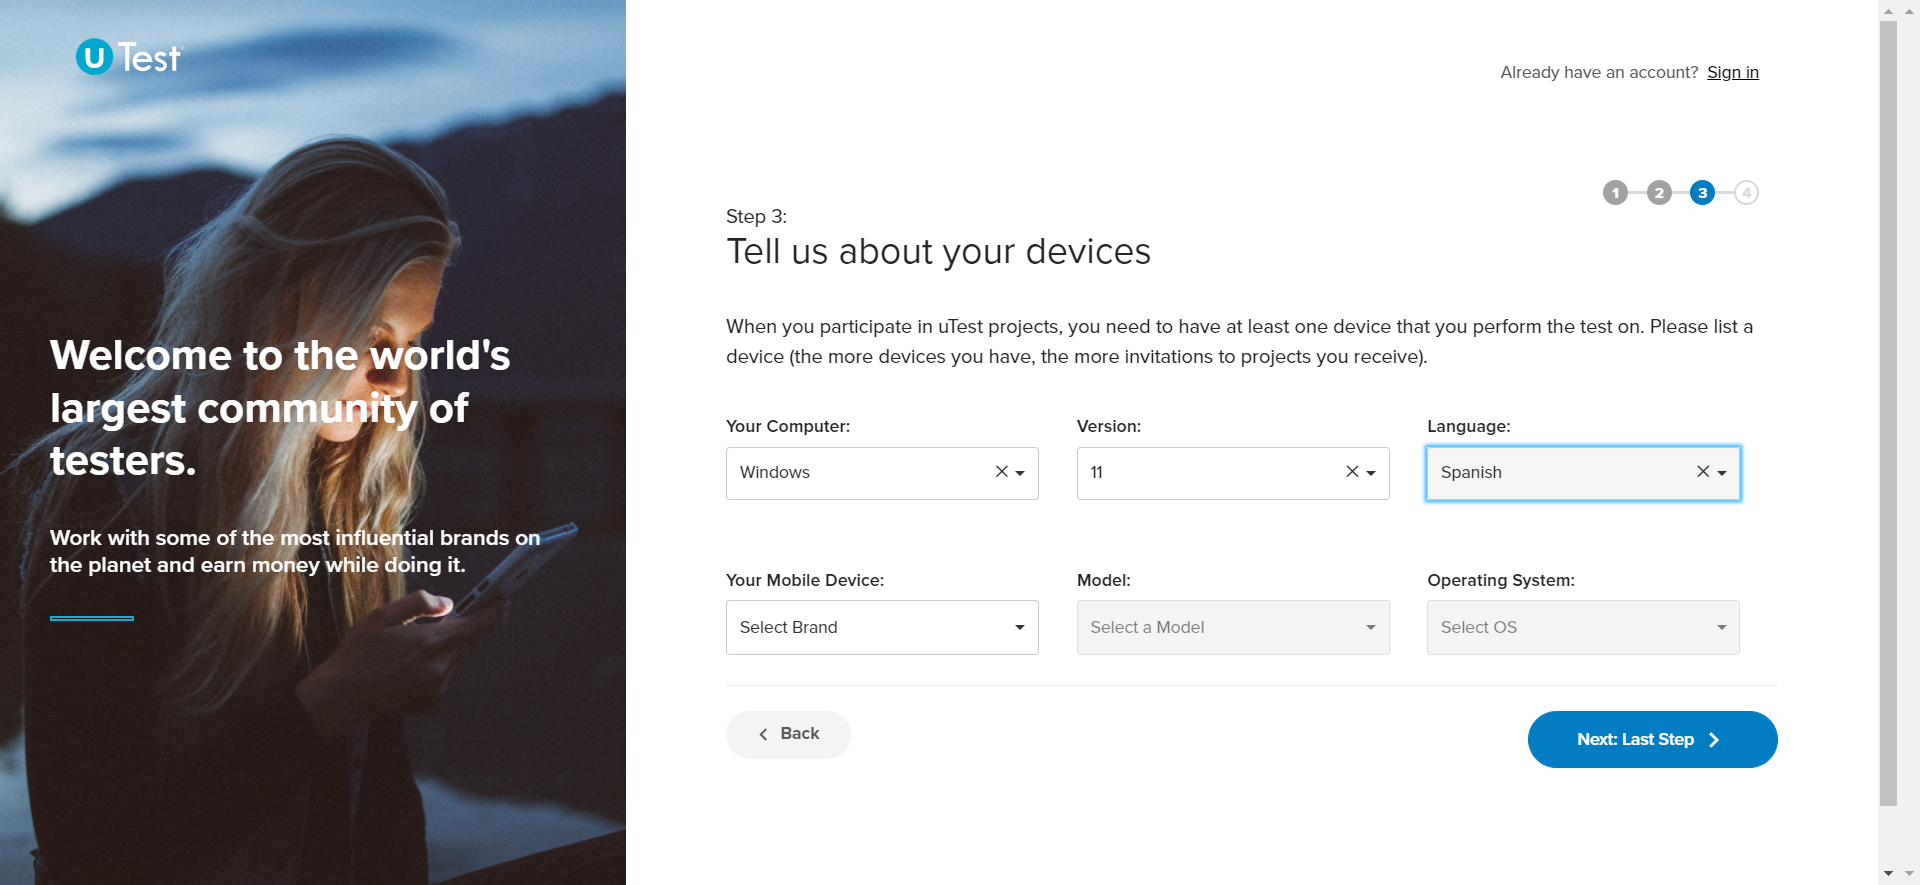 U Test
Already have an account? Sign in
1 2 3 4
Step 3:
Tell us about your devices
When you participate in uTest projects, you need to have at least one device that you perform the test on. Please list a
device (the more devices you have, the more invitations to projects you receive).
Welcome to the world's
largest community of
testers.
Work with some of the most influential brands on
the planet and earn money while doing it.
Your Computer: Version: Language:
Windows 11 Spanish
Your Mobile Device: Model: Operating System:
Select Brand Select a Model Select OS
Back Next: Last Step